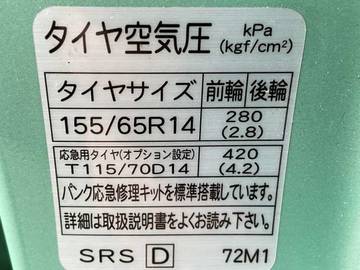 タイヤ空気圧 kPa (kgf/cm²)
タイヤサイズ 前輪 後輪
155/65R14 280 (2.8)
応急用タイヤ(オプション設定) T115/70D14 420 (4.2)
パンク応急修理キットを標準搭載しています。
詳細は取扱説明書をよくお読み下さい。
SRS D 72M1